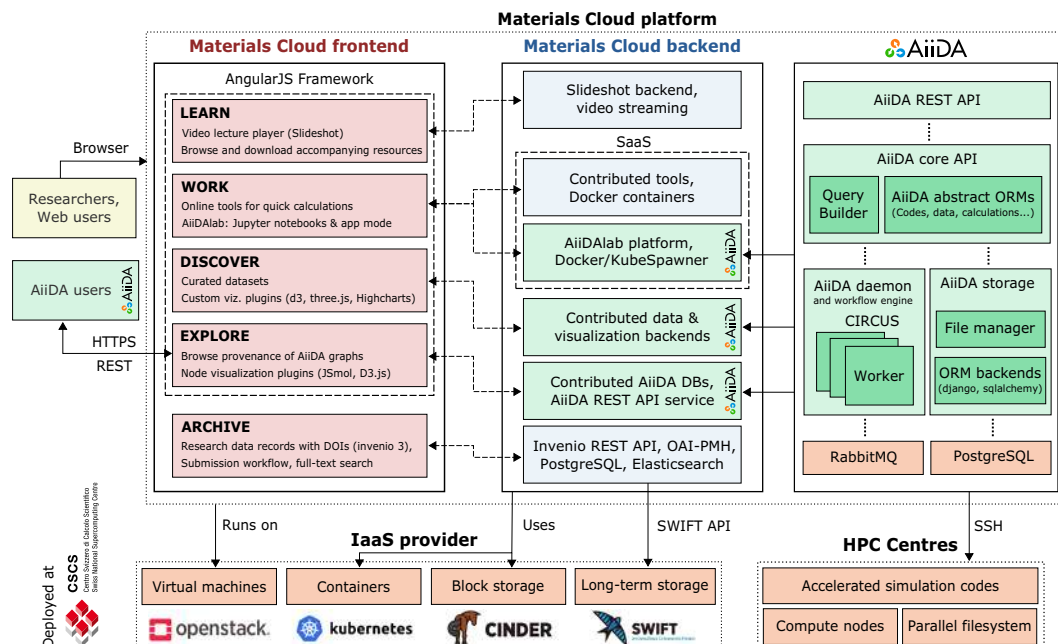 Materials Cloud platform
Materials Cloud frontend
Materials Cloud backend
AiiDA
AngularJS Framework
LEARN
Video lecture player (Slideshot)
Browse and download accompanying resources
WORK
Online tools for quick calculations
AiiDAlab: Jupyter notebooks & app mode
DISCOVER
Curated datasets
Custom viz. plugins (d3, three.js, Highcharts)
EXPLORE
Browse provenance of AiiDA graphs
Node visualization plugins (JSmol, D3.js)
ARCHIVE
Research data records with DOIs (invenio 3),
Submission workflow, full-text search
Browser
Researchers,
Web users
AiiDA users
AiiDA
HTTPS
REST
Slideshot backend,
video streaming
SaaS
Contributed tools,
Docker containers
AiiDAlab platform,
Docker/KubeSpawner
AiiDA
Contributed data &
visualization backends
AiiDA
Contributed AiiDA DBs,
AiiDA REST API service
AiiDA
Invenio REST API, OAI-PMH,
PostgreSQL, Elasticsearch
AiiDA REST API
AiiDA core API
Query
Builder
AiiDA abstract ORMs
(Codes, data, calculations...)
AiiDA daemon
and workflow engine
CIRCUS
Worker
AiiDA storage
File manager
ORM backends
(django, sqlalchemy)
RabbitMQ
PostgreSQL
Runs on
Uses
SWIFT API
SSH
IaaS provider
HPC Centres
Virtual machines
Containers
Block storage
Long-term storage
openstack.
kubernetes
CINDER
SWIFT
Accelerated simulation codes
Compute nodes
Parallel filesystem
Deployed at
CSCS
Centro Svizzero di Calcolo Scientifico
Swiss National Supercomputing Centre